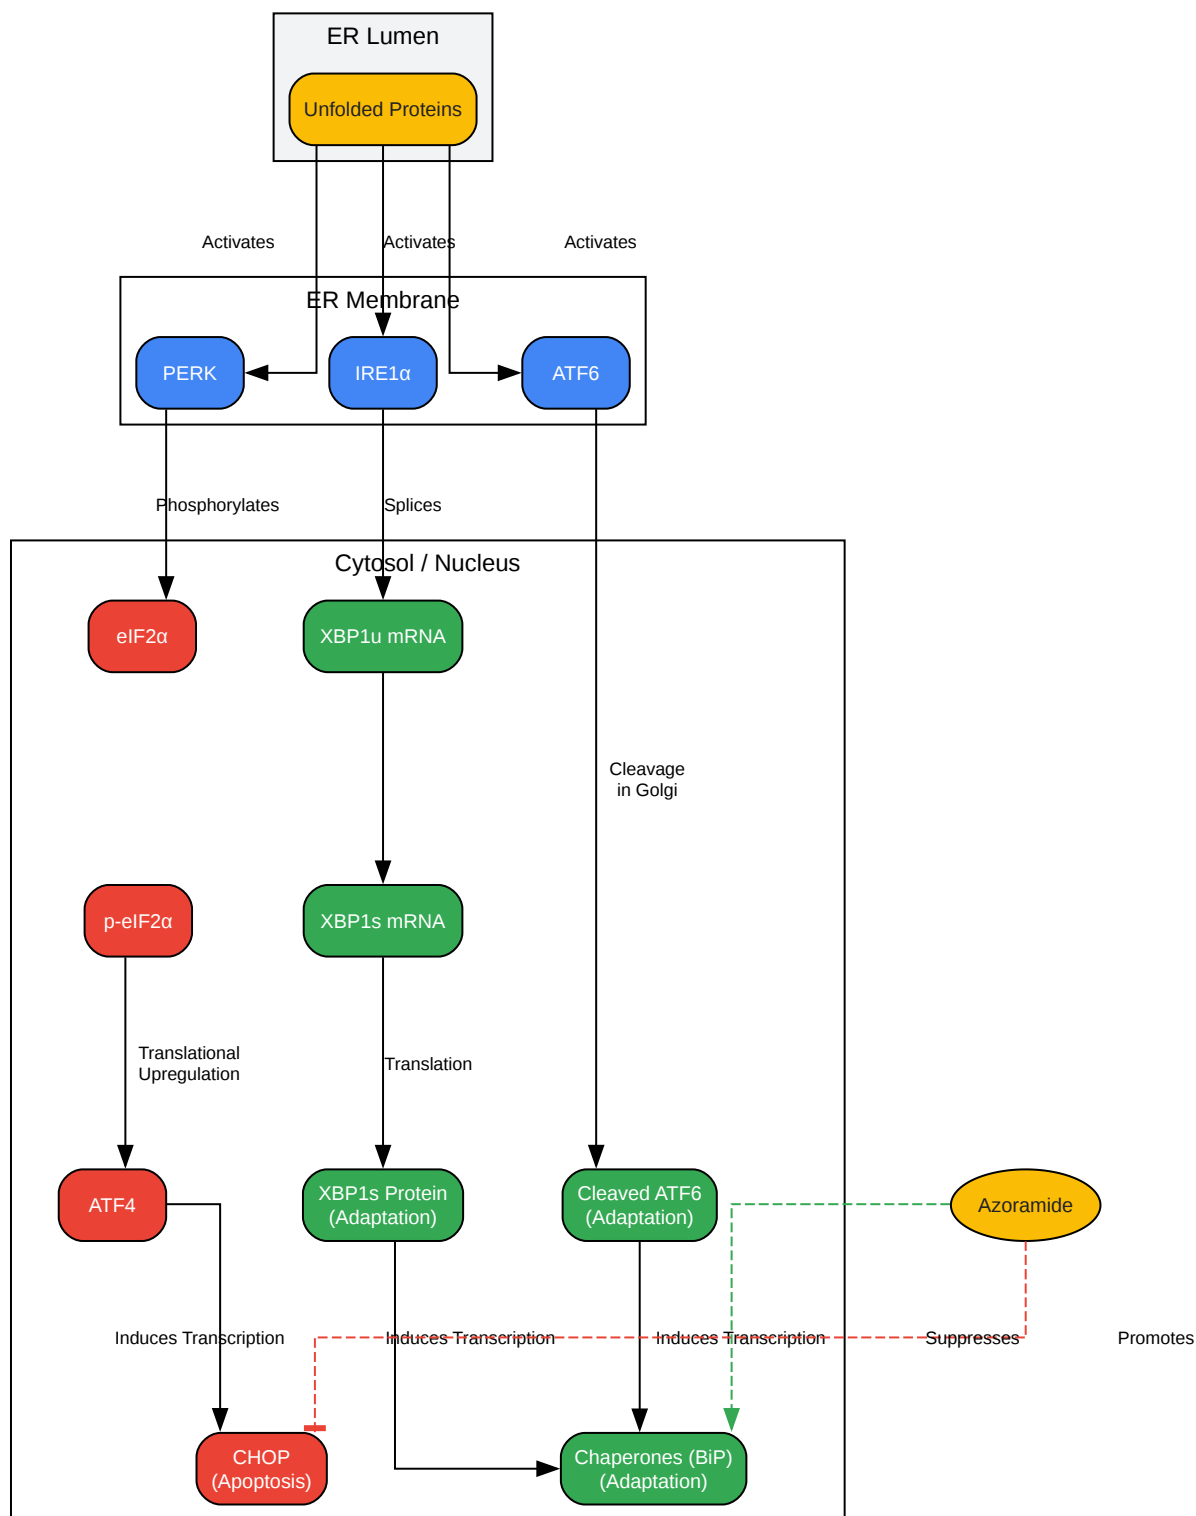 ER Lumen
Unfolded Proteins
Activates
Activates
Activates
ER Membrane
PERK
IRE1α
ATF6
Phosphorylates
Splices
Cytosol / Nucleus
eIF2α
XBP1u mRNA
Cleavage
in Golgi
p-eIF2α
XBP1s mRNA
Translational
Upregulation
Translation
ATF4
XBP1s Protein
(Adaptation)
Cleaved ATF6
(Adaptation)
Azoramide
Induces Transcription
Induces Transcription
Induces Transcription
Suppresses
Promotes
CHOP
(Apoptosis)
Chaperones (BiP)
(Adaptation)